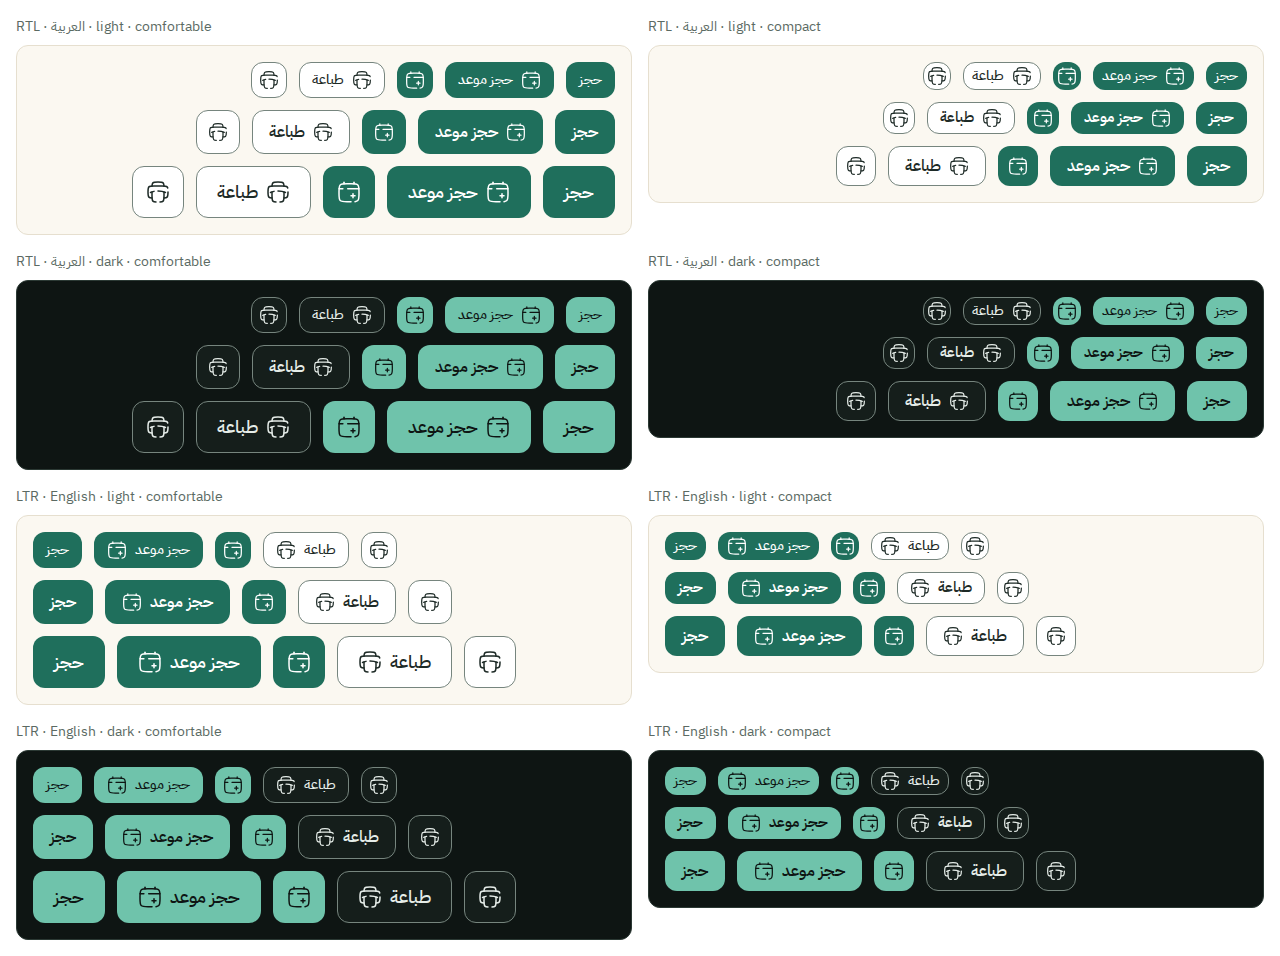 RTL · العربية · light · comfortable
حجز حجز موعد طباعة
حجز حجز موعد طباعة
حجز حجز موعد طباعة
RTL · العربية · light · compact
حجز حجز موعد طباعة
حجز حجز موعد طباعة
حجز حجز موعد طباعة
RTL · العربية · dark · comfortable
حجز حجز موعد طباعة
حجز حجز موعد طباعة
حجز حجز موعد طباعة
RTL · العربية · dark · compact
حجز حجز موعد طباعة
حجز حجز موعد طباعة
حجز حجز موعد طباعة
LTR · English · light · comfortable
حجز حجز موعد طباعة
حجز حجز موعد طباعة
حجز حجز موعد طباعة
LTR · English · light · compact
حجز حجز موعد طباعة
حجز حجز موعد طباعة
حجز حجز موعد طباعة
LTR · English · dark · comfortable
حجز حجز موعد طباعة
حجز حجز موعد طباعة
حجز حجز موعد طباعة
LTR · English · dark · compact
حجز حجز موعد طباعة
حجز حجز موعد طباعة
حجز حجز موعد طباعة